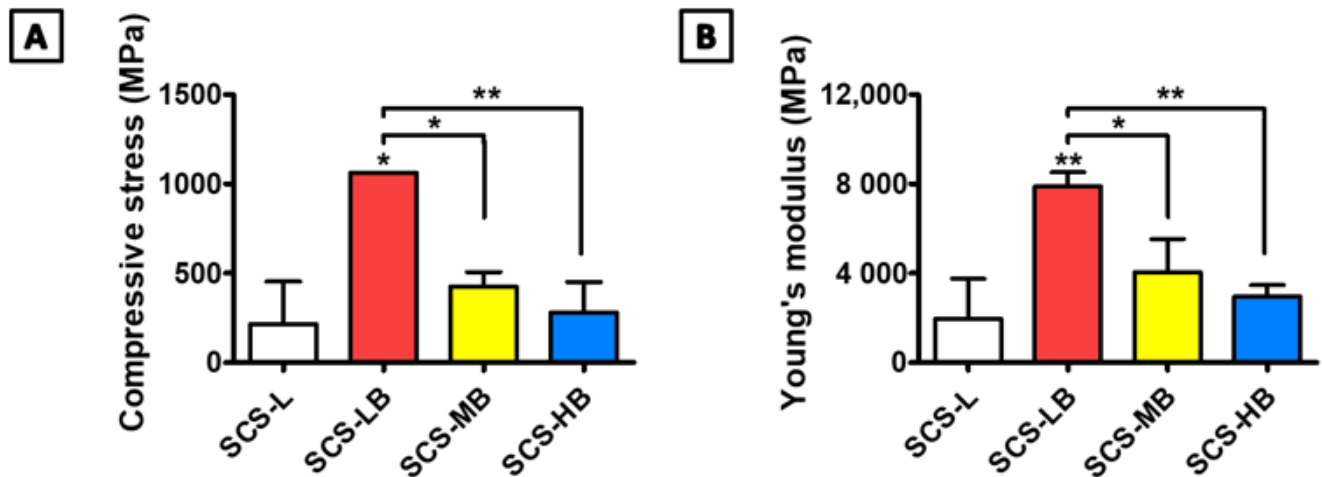 A
Compressive stress (MPa)
1500
1000
500
0
**
*
*
SCS-L
SCS-LB
SCS-MB
SCS-HB
B
Young's modulus (MPa)
12,000
8 000
4 000
0
**
*
**
SCS-L
SCS-LB
SCS-MB
SCS-HB